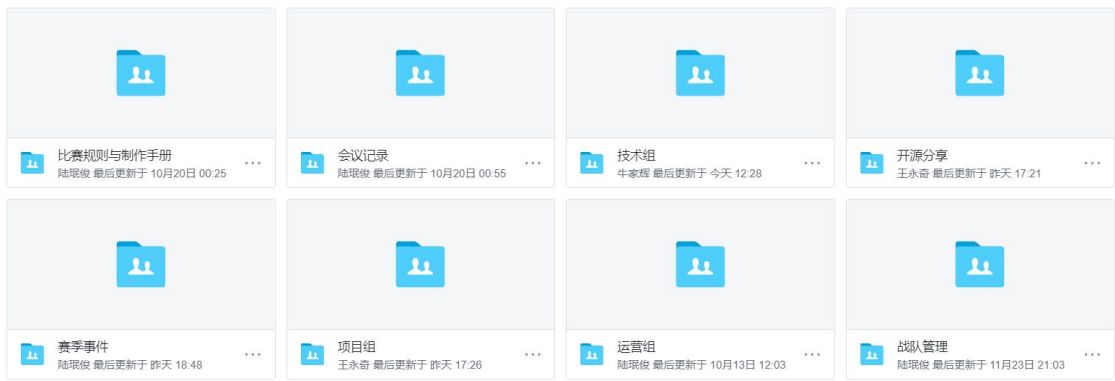 比赛规则与制作手册
陆珉俊 最后更新于 10月20日 00:25
会议记录
陆珉俊 最后更新于 10月20日 00:55
技术组
牛家辉 最后更新于 今天 12:28
开源分享
王永奇 最后更新于 昨天 17:21
赛季事件
陆珉俊 最后更新于 昨天 18:48
项目组
王永奇 最后更新于 昨天 17:26
运营组
陆珉俊 最后更新于 10月13日 12:03
战队管理
陆珉俊 最后更新于 11月23日 21:03